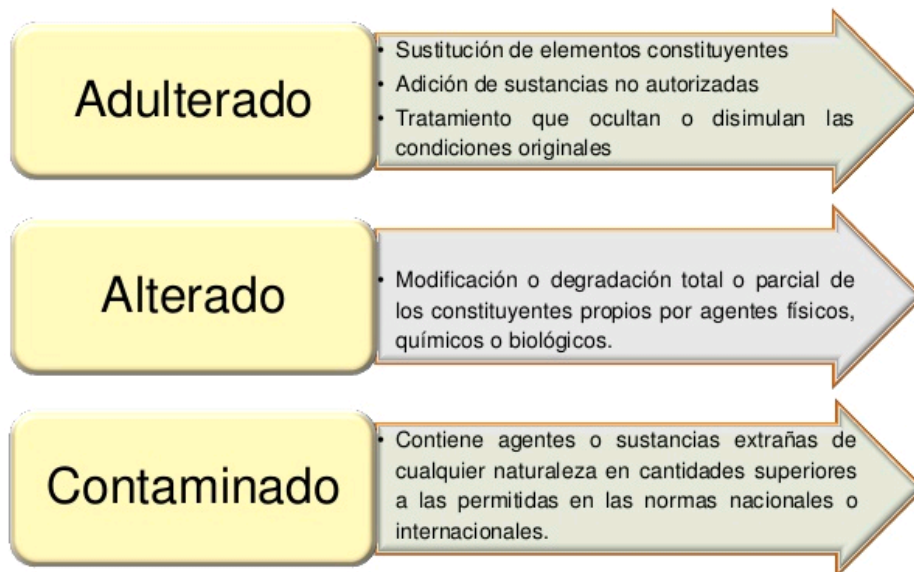 Adulterado
• Sustitución de elementos constituyentes
• Adición de sustancias no autorizadas
• Tratamiento que ocultan o disimulan las
condiciones originales
Alterado
• Modificación o degradación total o parcial de
los constituyentes propios por agentes físicos,
químicos o biológicos.
Contaminado
• Contiene agentes o sustancias extrañas de
cualquier naturaleza en cantidades superiores
a las permitidas en las normas nacionales o
internacionales.